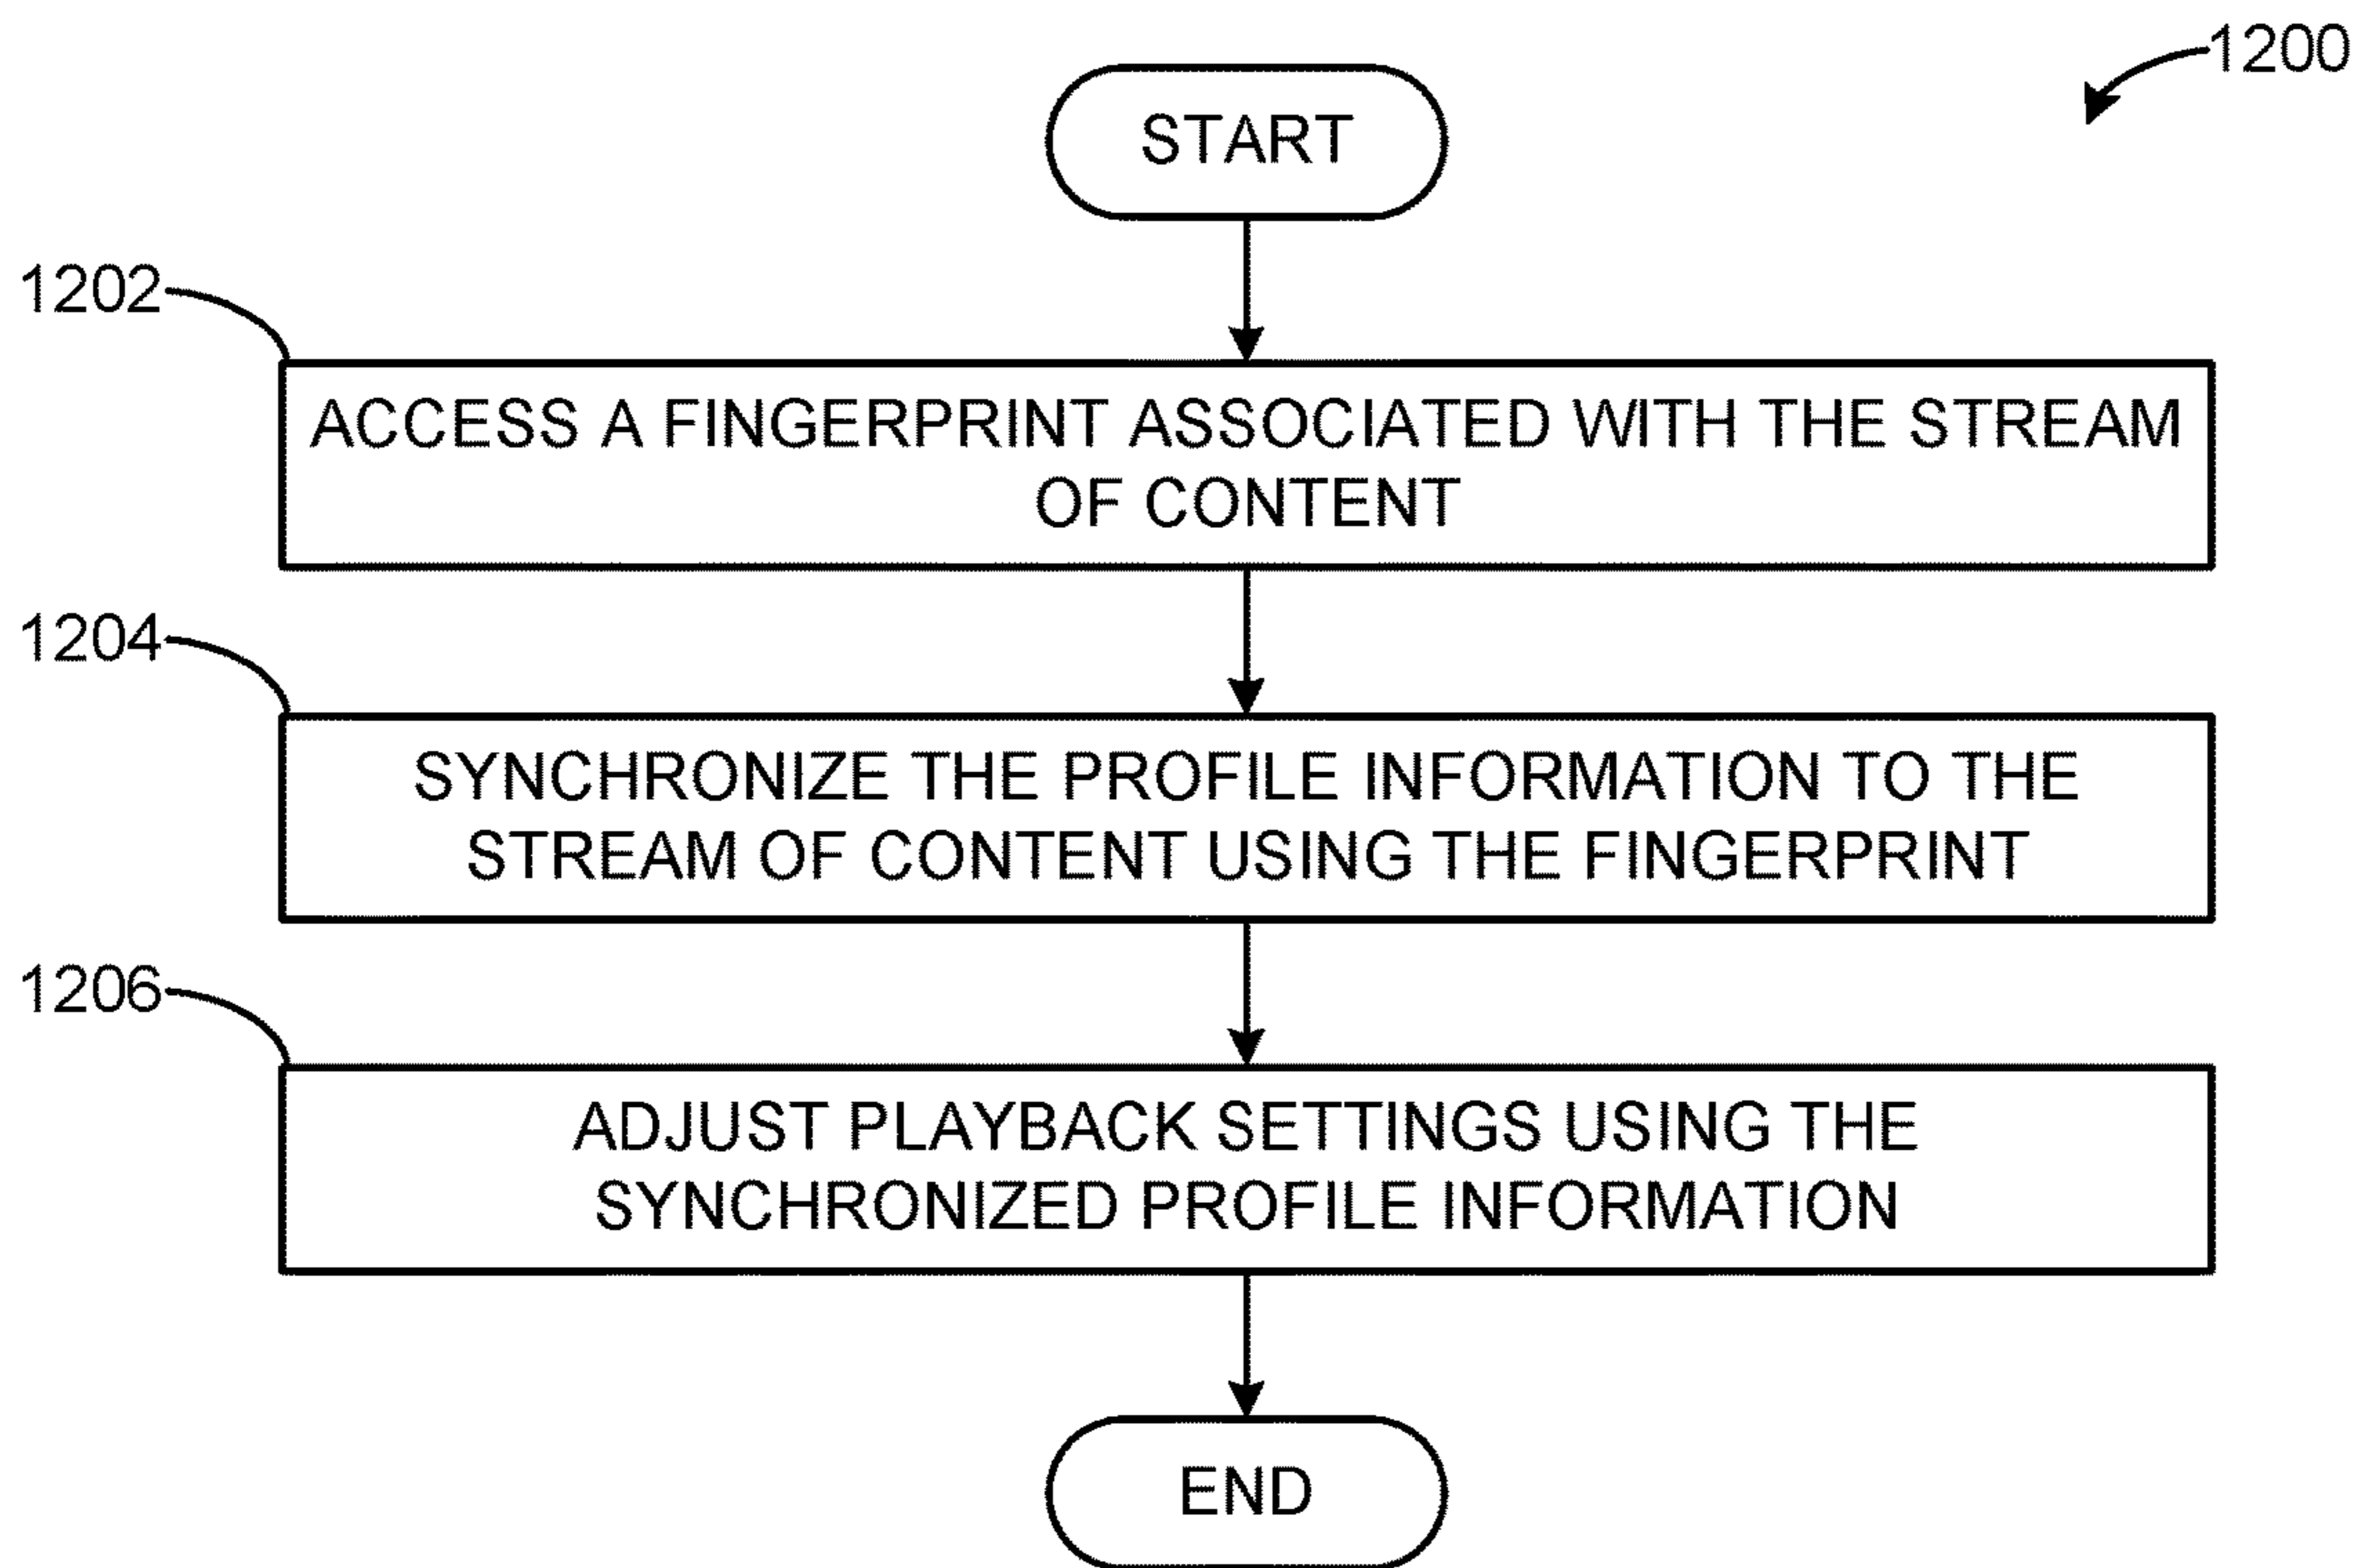 1200
START
1202
ACCESS A FINGERPRINT ASSOCIATED WITH THE STREAM
OF CONTENT
1204
SYNCHRONIZE THE PROFILE INFORMATION TO THE
STREAM OF CONTENT USING THE FINGERPRINT
1206
ADJUST PLAYBACK SETTINGS USING THE
SYNCHRONIZED PROFILE INFORMATION
END